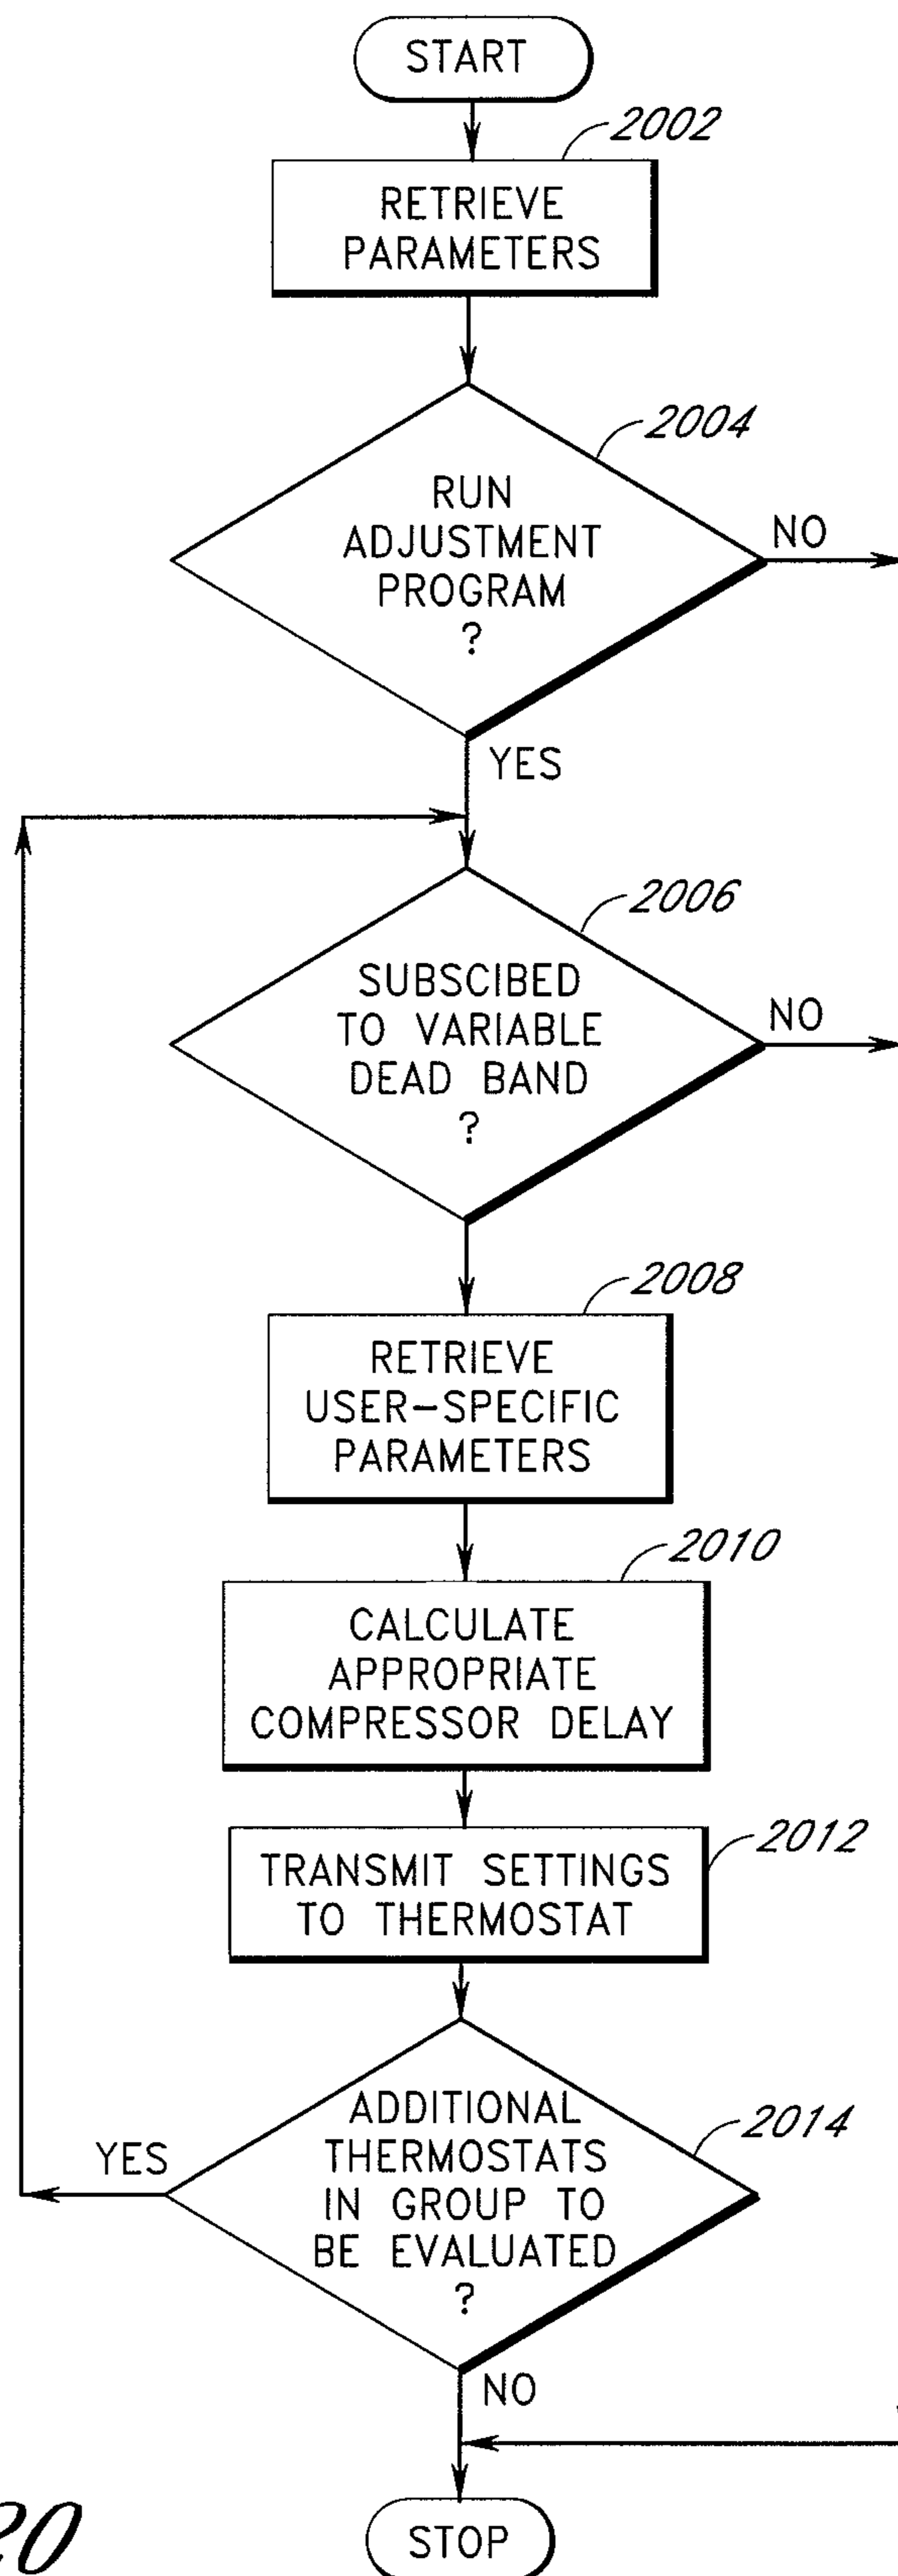 START
2002
RETRIEVE
PARAMETERS
2004
RUN
ADJUSTMENT
PROGRAM
?
NO
YES
2006
SUBSCIBED
TO VARIABLE
DEAD BAND
?
NO
2008
RETRIEVE
USER-SPECIFIC
PARAMETERS
2010
CALCULATE
APPROPRIATE
COMPRESSOR DELAY
2012
TRANSMIT SETTINGS
TO THERMOSTAT
2014
ADDITIONAL
THERMOSTATS
IN GROUP TO
BE EVALUATED
?
YES
NO
STOP
20